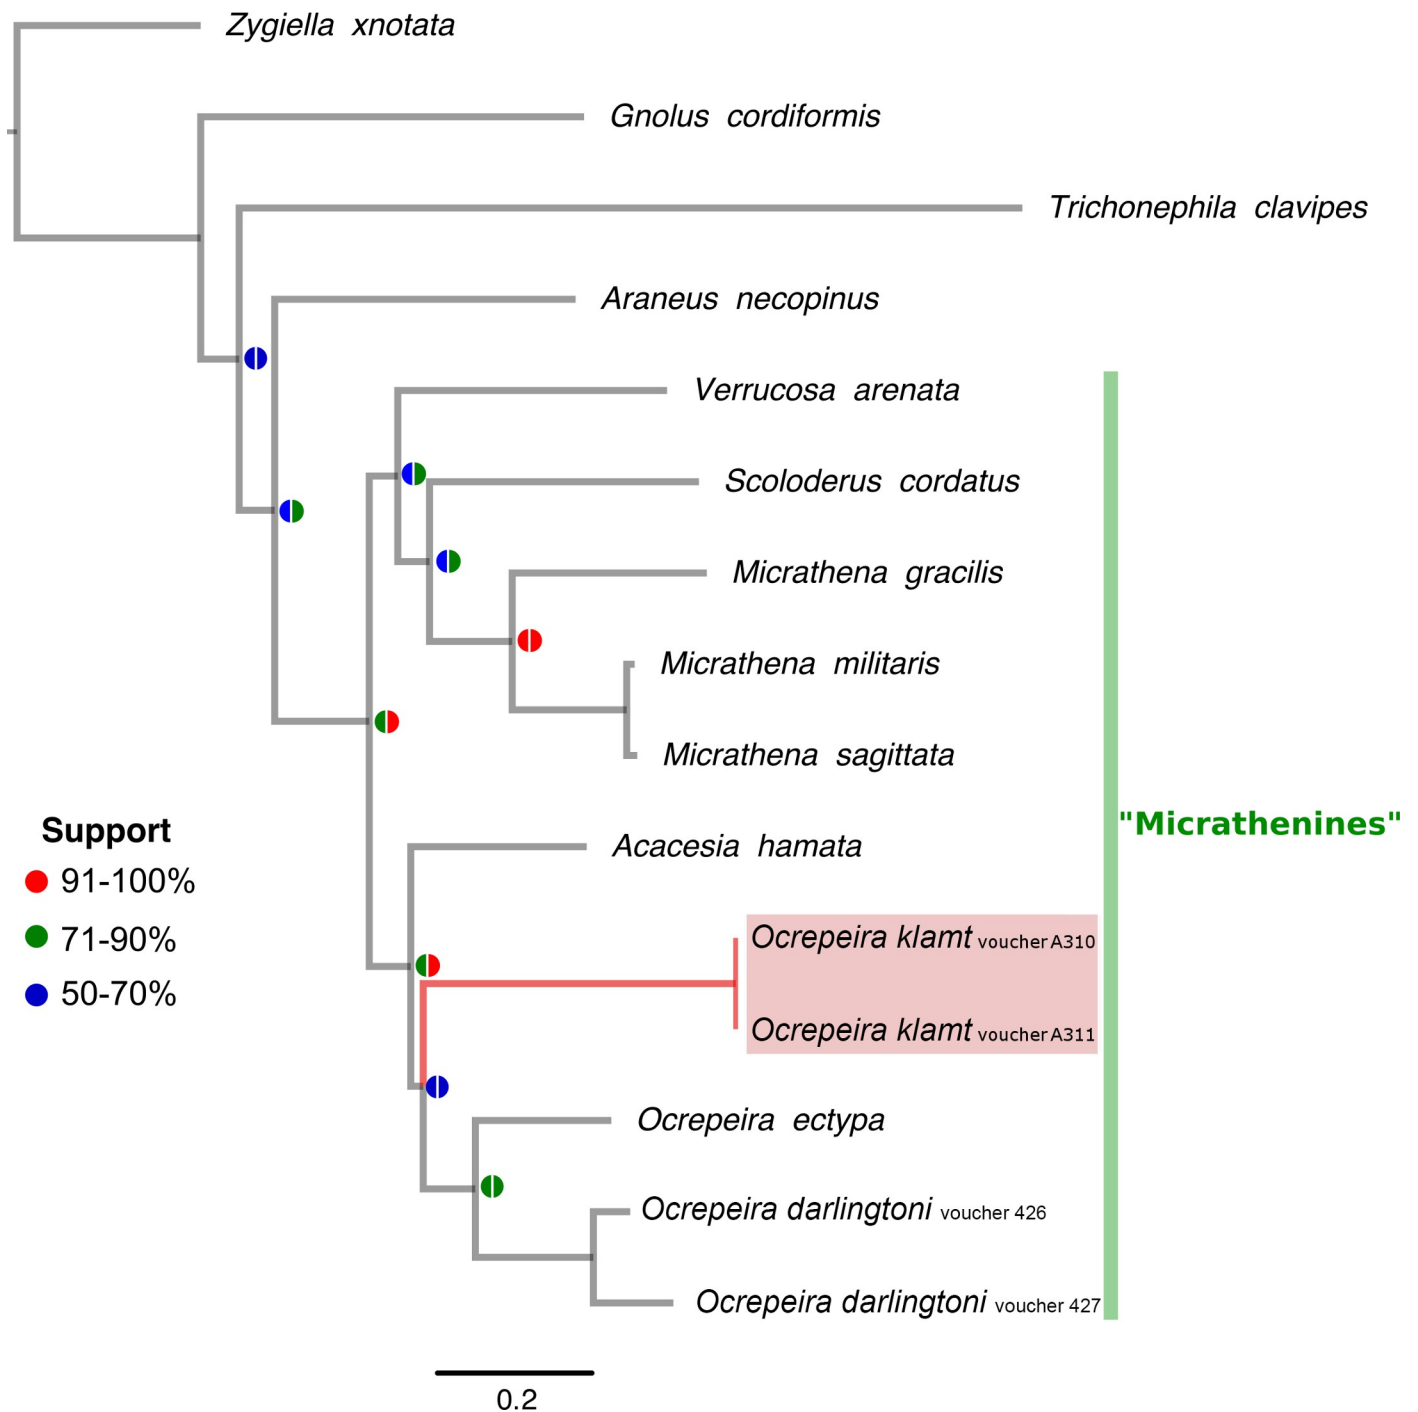 Zygiella xnotata
Gnolus cordiformis
Trichonephila clavipes
Araneus necopinus
Verrucosa arenata
Scoloderus cordatus
Micrathena gracilis
Micrathena militaris
Micrathena sagittata
"Micrathenines"
Support
91-100%
71-90%
50-70%
Acacesia hamata
Ocrepeira klamt voucher A310
Ocrepeira klamt voucher A311
Ocrepeira ectypa
Ocrepeira darlingtoni voucher 426
Ocrepeira darlingtoni voucher 427
0.2